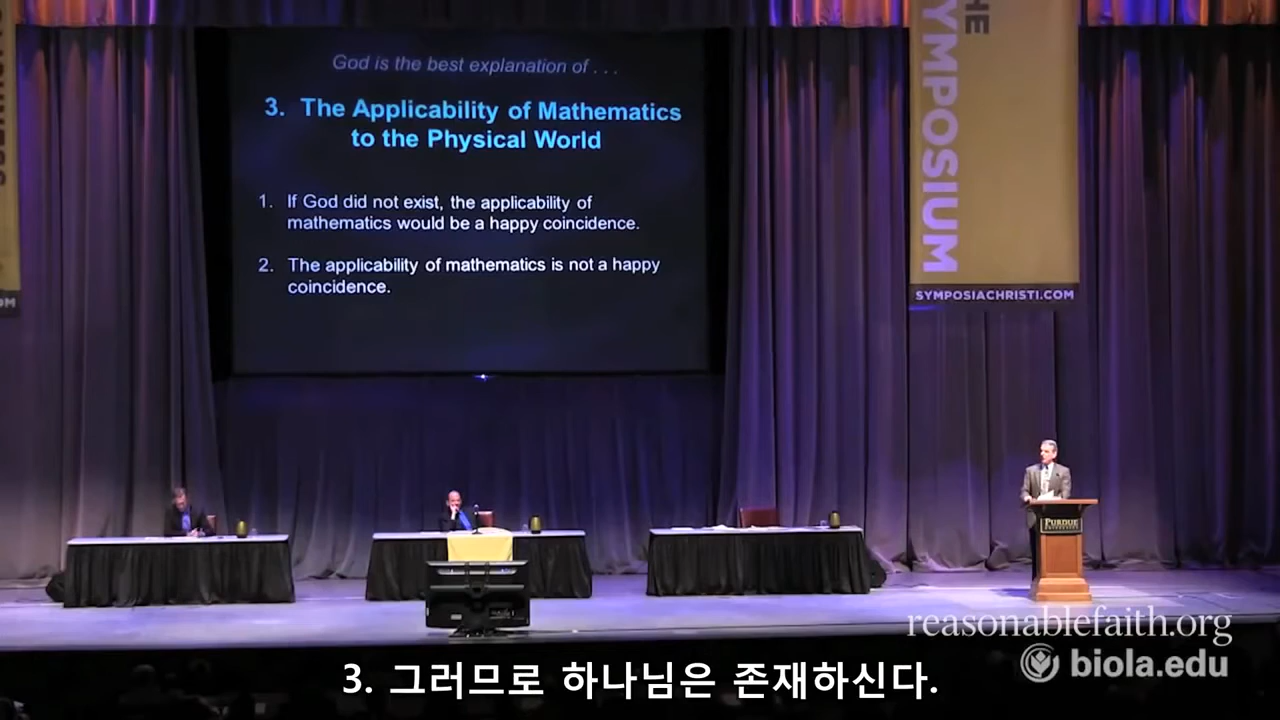 God is the best explanation of . . .
3. The Applicability of Mathematics
to the Physical World
1. If God did not exist, the applicability of
mathematics would be a happy coincidence.
2. The applicability of mathematics is not a happy
coincidence.
THE
SYMPOSIUM
SYMPOSIACHRISTI.COM
PURDUE
UNIVERSITY
reasonablefaith.org
biola.edu
3. 그러므로 하나님은 존재하신다.